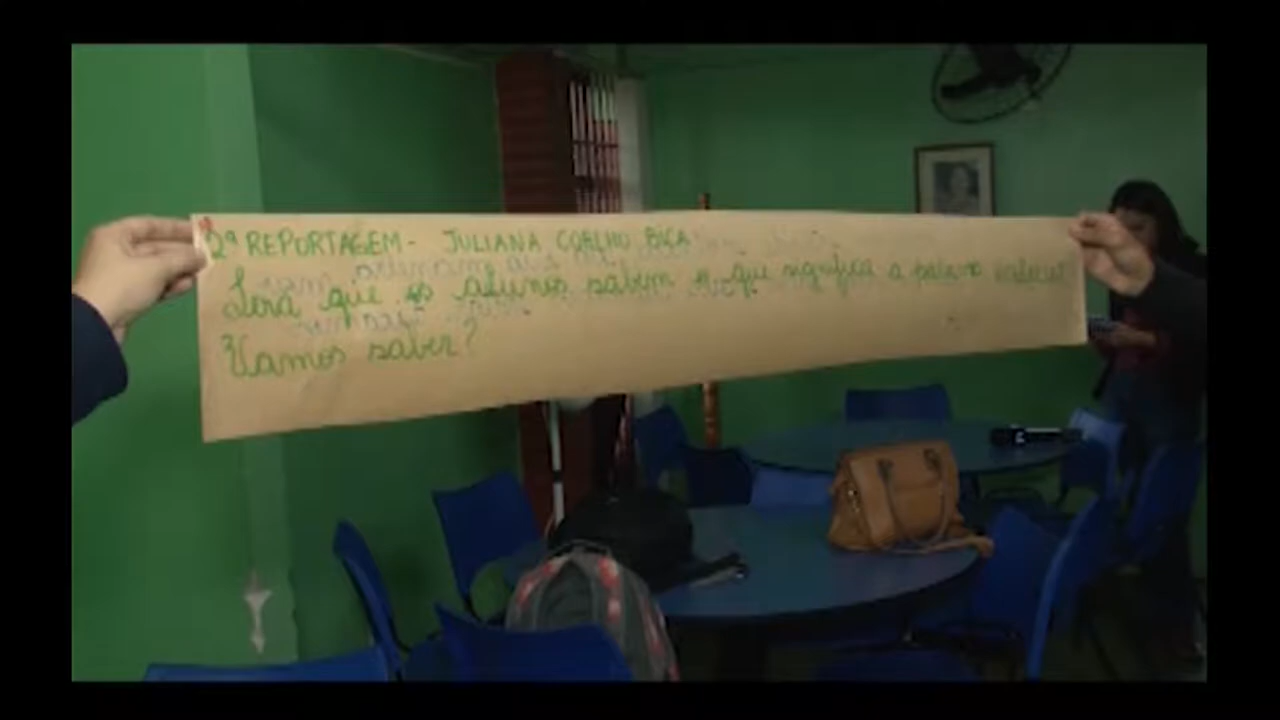 2ª REPORTAGEM - JULIANA COELHO BICA
Será que os alunos sabem o que significa a palavra
Vamos saber?